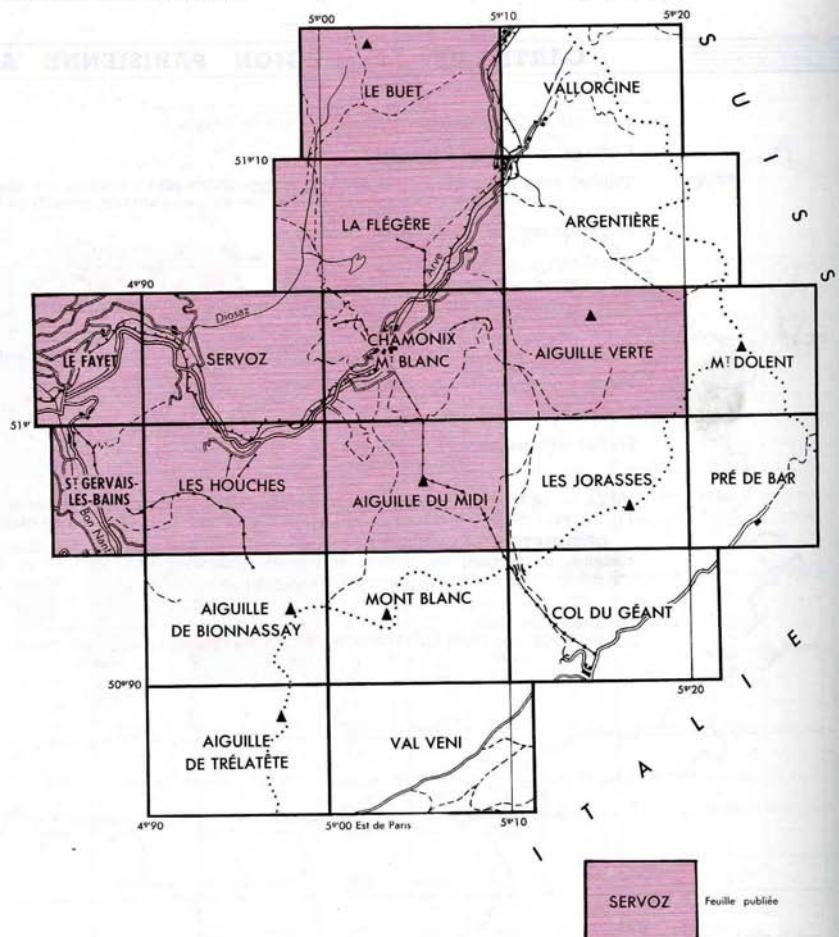 5ᵍ00
5ᵍ10
5ᵍ20
LE BUET
VALLORCINE
SUISSE
51ᵍ10
LA FLÉGÈRE
Arve
ARGENTIÈRE
4ᵍ90
Diosaz
LE FAYET
SERVOZ
CHAMONIX
Mᵀ BLANC
AIGUILLE VERTE
Mᵀ DOLENT
51ᵍ
Sᵀ GERVAIS-
LES-BAINS
Bon Nant
LES HOUCHES
AIGUILLE DU MIDI
LES JORASSES
PRÉ DE BAR
AIGUILLE
DE BIONNASSAY
MONT BLANC
COL DU GÉANT
50ᵍ90
5ᵍ20
AIGUILLE
DE TRÉLATÊTE
VAL VENI
ITALIE
4ᵍ90
5ᵍ00 Est de Paris
5ᵍ10
SERVOZ
Feuille publiée